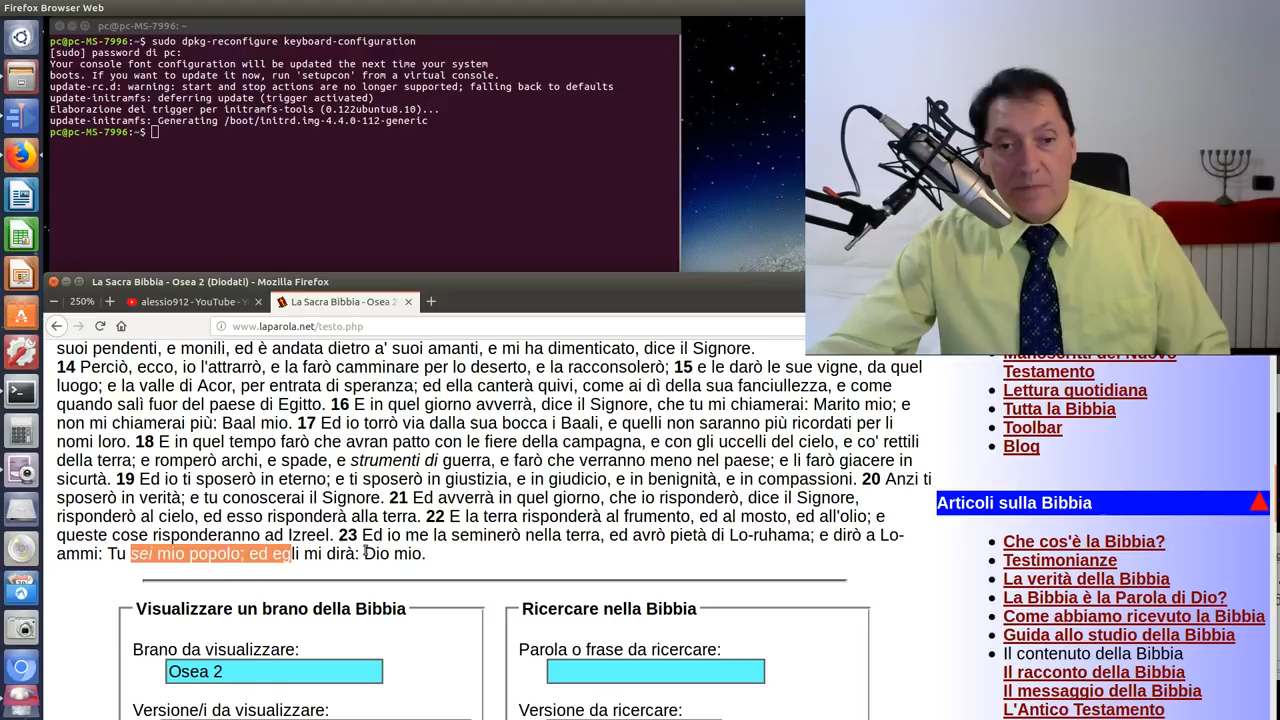 Firefox Browser Web
pc@pc-MS-7996: ~
pc@pc-MS-7996:~$ sudo dpkg-reconfigure keyboard-configuration
[sudo] password di pc:
Your console font configuration will be updated the next time your system
boots. If you want to update it now, run 'setupcon' from a virtual console.
update-rc.d: warning: start and stop actions are no longer supported; falling back to defaults
update-initramfs: deferring update (trigger activated)
Elaborazione dei trigger per initramfs-tools (0.122ubuntu8.10)...
update-initramfs: Generating /boot/initrd.img-4.4.0-112-generic
pc@pc-MS-7996:~$
La Sacra Bibbia - Osea 2 (Diodati) - Mozilla Firefox
250%
alessio912 - YouTube - Y
La Sacra Bibbia - Osea 2
www.laparola.net/testo.php
suoi pendenti, e monili, ed è andata dietro a' suoi amanti, e mi ha dimenticato, dice il Signore.
14 Perciò, ecco, io l'attrarrò, e la farò camminare per lo deserto, e la racconsolerò; 15 e le darò le sue vigne, da quel
luogo; e la valle di Acor, per entrata di speranza; ed ella canterà quivi, come ai dì della sua fanciullezza, e come
quando salì fuor del paese di Egitto. 16 E in quel giorno avverrà, dice il Signore, che tu mi chiamerai: Marito mio; e
non mi chiamerai più: Baal mio. 17 Ed io torrò via dalla sua bocca i Baali, e quelli non saranno più ricordati per li
nomi loro. 18 E in quel tempo farò che avran patto con le fiere della campagna, e con gli uccelli del cielo, e co' rettili
della terra; e romperò archi, e spade, e strumenti di guerra, e farò che verranno meno nel paese; e li farò giacere in
sicurtà. 19 Ed io ti sposerò in eterno; e ti sposerò in giustizia, e in giudicio, e in benignità, e in compassioni. 20 Anzi ti
sposerò in verità; e tu conoscerai il Signore. 21 Ed avverrà in quel giorno, che io risponderò, dice il Signore,
risponderò al cielo, ed esso risponderà alla terra. 22 E la terra risponderà al frumento, ed al mosto, ed all'olio; e
queste cose risponderanno ad Izreel. 23 Ed io me la seminerò nella terra, ed avrò pietà di Lo-ruhama; e dirò a Lo-
ammi: Tu sei mio popolo; ed egli mi dirà: Dio mio.
Visualizzare un brano della Bibbia
Brano da visualizzare:
Osea 2
Versione/i da visualizzare:
Ricercare nella Bibbia
Parola o frase da ricercare:
Versione da ricercare:
Manoscritti del Nuovo
Testamento
Lettura quotidiana
Tutta la Bibbia
Toolbar
Blog
Articoli sulla Bibbia
Che cos'è la Bibbia?
Testimonianze
La verità della Bibbia
La Bibbia è la Parola di Dio?
Come abbiamo ricevuto la Bibbia
Guida allo studio della Bibbia
Il contenuto della Bibbia
Il racconto della Bibbia
Il messaggio della Bibbia
L'Antico Testamento